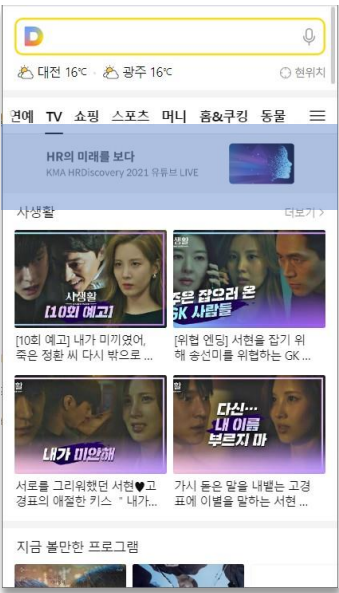 D
대전 16℃ · 광주 16℃ 현위치
연예 TV 쇼핑 스포츠 머니 홈&쿠킹 동물
HR의 미래를 보다
KMA HRDiscovery 2021 유튜브 LIVE
사생활 더보기 >
사생활
[10회 예고]
죽은 잡으러 온
GK 사람들
[10회 예고] 내가 미끼였어,
죽은 정환 씨 다시 밖으로 ...
[위협 엔딩] 서현을 잡기 위
해 송선미를 위협하는 GK ...
내가 미안해
다신…
내 이름
부르지 마
서로를 그리워했던 서현♥고
경표의 애절한 키스 “내가...
가시 돋은 말을 내뱉는 고경
표에 이별을 말하는 서현 ...
지금 볼만한 프로그램